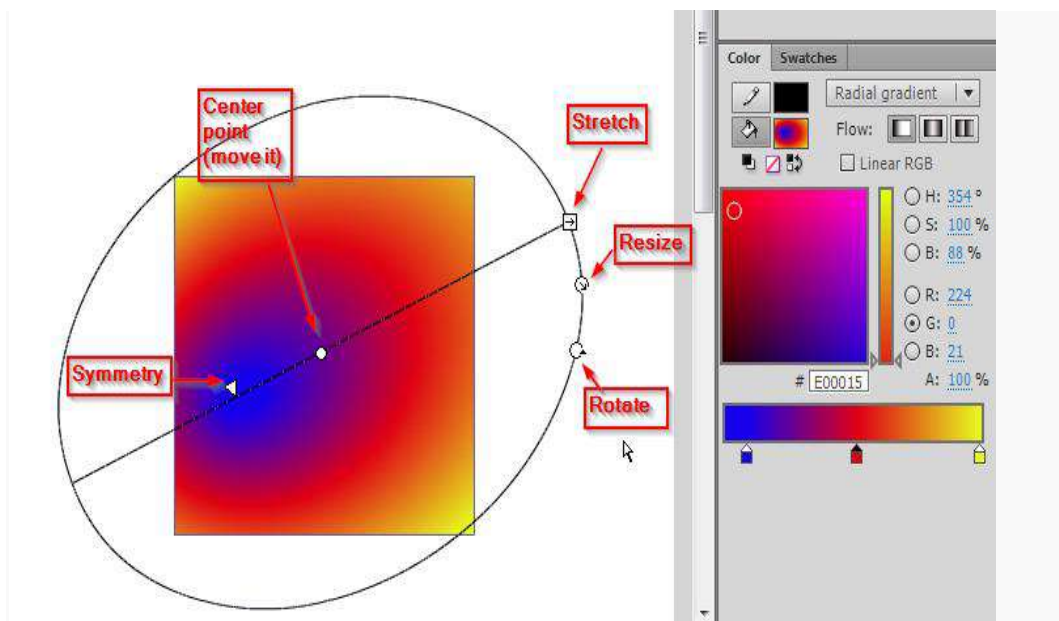 Center
point
(move it)
Stretch
Resize
Symmetry
Rotate
Color Swatches
Radial gradient
Flow:
Linear RGB
H: 354 °
S: 100 %
B: 88 %
R: 224
G: 0
B: 21
# E00015 A: 100 %